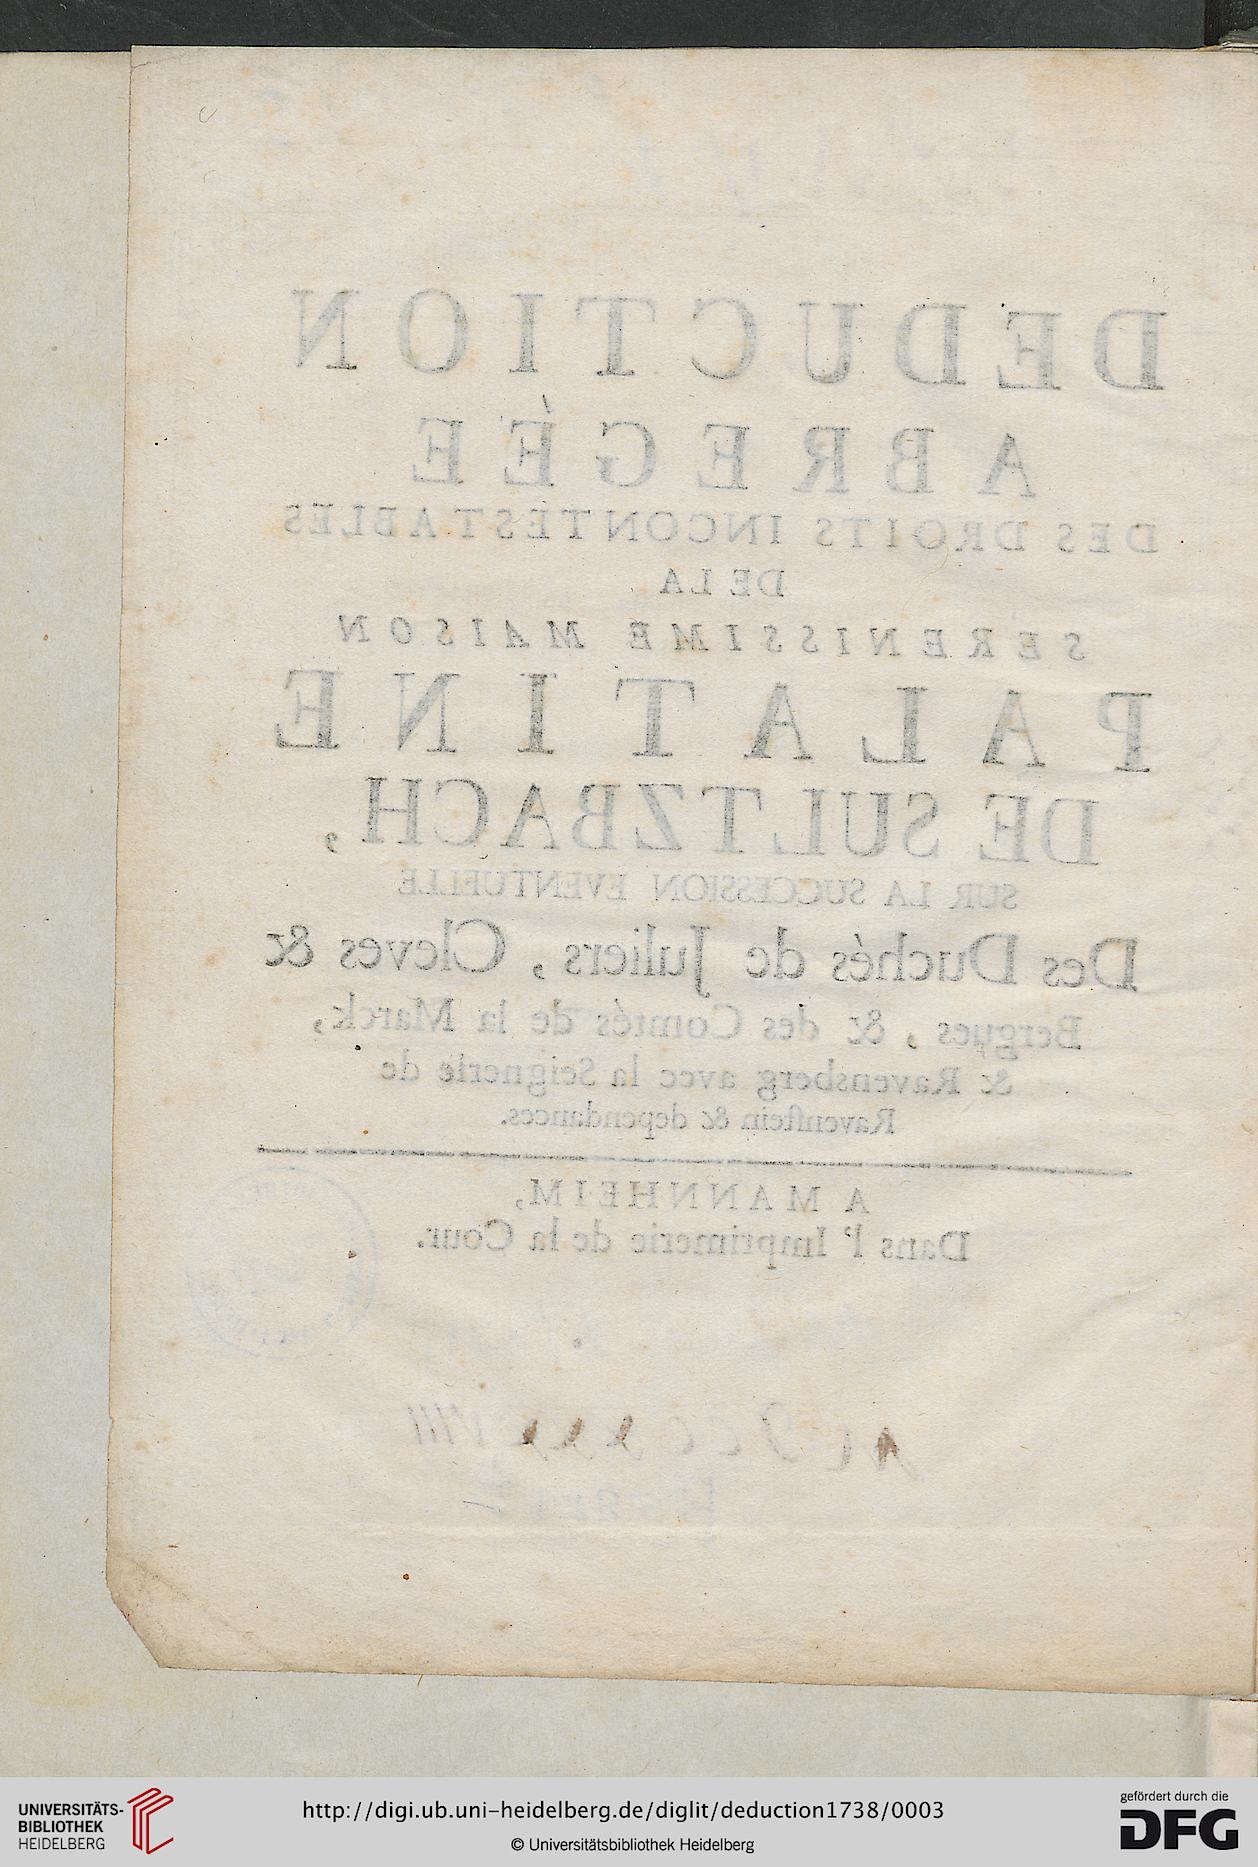 DEDUCTION
ABREGÉE
DES DROITS INCONTESTABLES
DE LA
SERENISSIME MAISON
PALATINE
DE SULTZBACH,
SUR LA SUCCESSION EVENTUELLE
Des Duchés de Juliers, Cleves &
Bergues, & des Comtés de la Marck,
& Ravensberg avec la Seignerie de
Ravenstein & dependances.
A MANNHEIM,
Dans l'Imprimerie de la Cour.
MDCCXXXVIII
UNIVERSITÄTS-
BIBLIOTHEK
HEIDELBERG
http://digi.ub.uni-heidelberg.de/diglit/deduction1738/0003
© Universitätsbibliothek Heidelberg
gefördert durch die
DFG